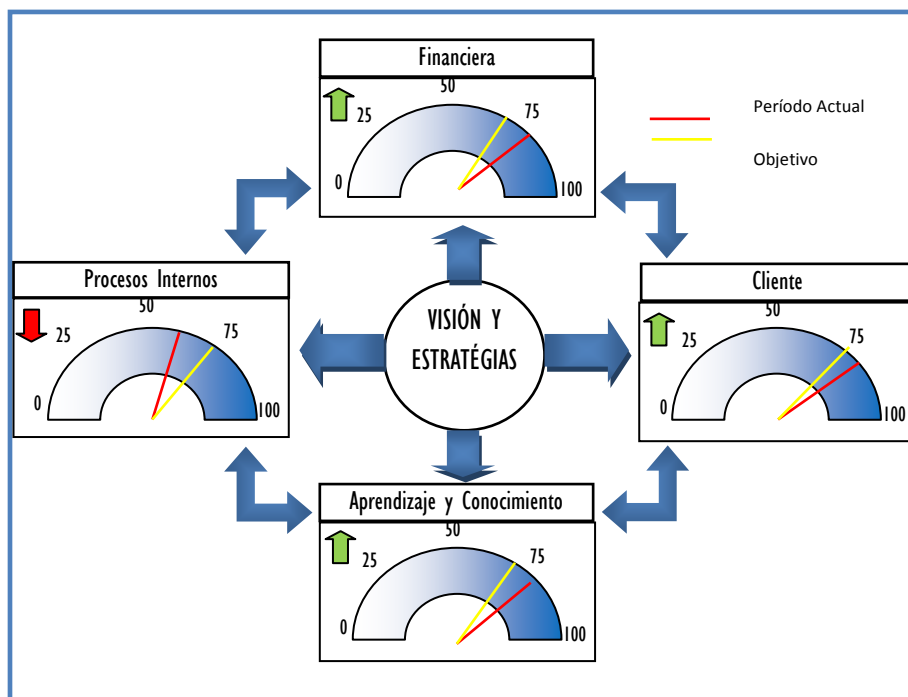 Financiera
0
25
50
75
100
Período Actual
Objetivo
Procesos Internos
0
25
50
75
100
VISIÓN Y
ESTRATÉGIAS
Cliente
0
25
50
75
100
Aprendizaje y Conocimiento
0
25
50
75
100